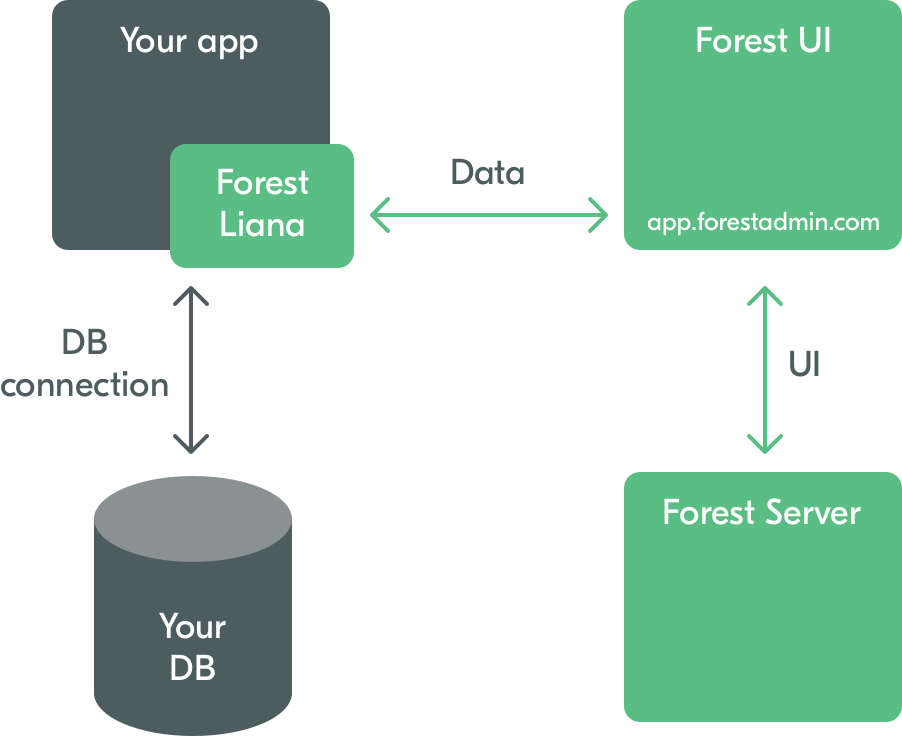 Your app
Forest UI
Forest
Liana
Data
app.forestadmin.com
DB
connection
UI
Forest Server
Your
DB